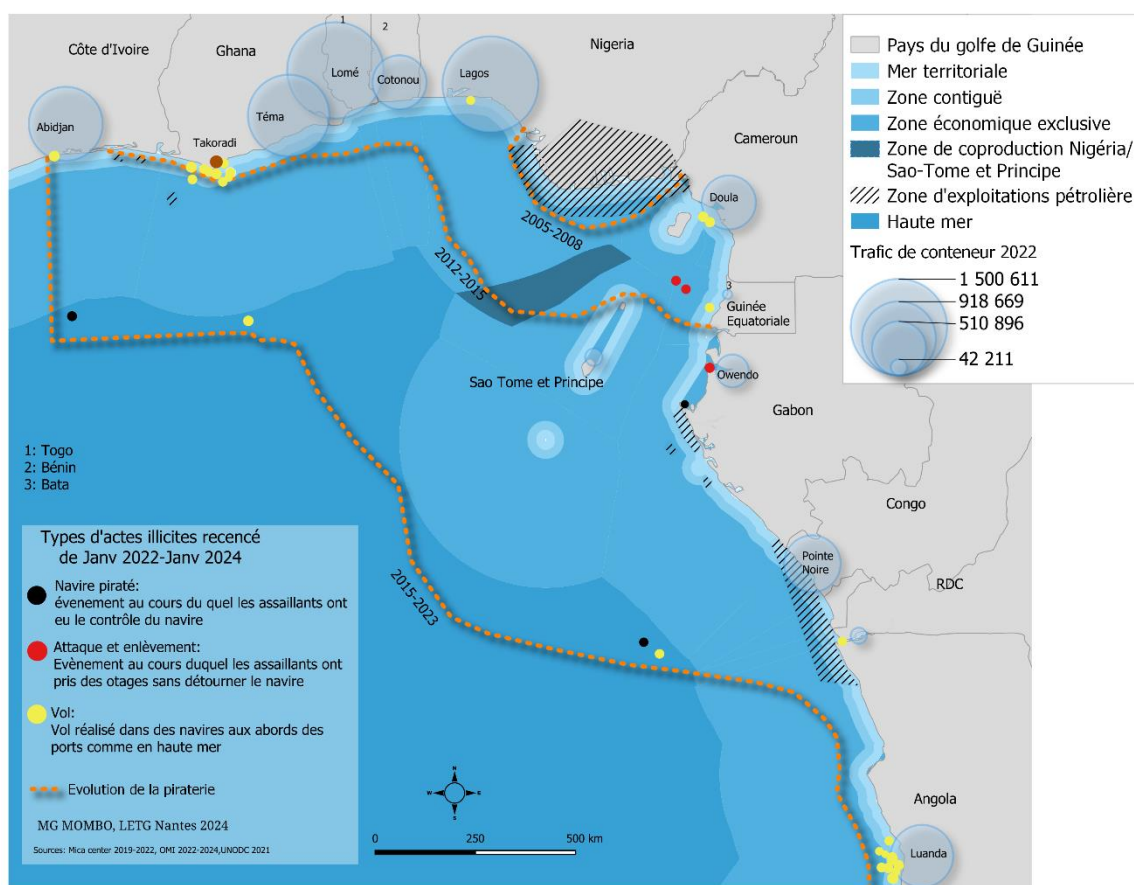 Côte d'Ivoire
Ghana
1
2
Nigeria
Lomé
Cotonou
Lagos
Téma
Abidjan
Takoradi
Cameroun
Doula
2005-2008
2012-2015
3
Guinée
Equatoriale
Sao Tome et Principe
Owendo
Gabon
Congo
Pointe
Noire
RDC
2015-2023
Angola
Luanda
1: Togo
2: Bénin
3: Bata
Pays du golfe de Guinée
Mer territoriale
Zone contiguë
Zone économique exclusive
Zone de coproduction Nigéria/
Sao-Tome et Principe
Zone d'exploitations pétrolière
Haute mer
Trafic de conteneur 2022
1 500 611
918 669
510 896
42 211
Types d'actes illicites recencé
de Janv 2022-Janv 2024
Navire piraté:
évenement au cours du quel les assaillants ont
eu le contrôle du navire
Attaque et enlèvement:
Evènement au cours duquel les assaillants ont
pris des otages sans détourner le navire
Vol:
Vol réalisé dans des navires aux abords des
ports comme en haute mer
Evolution de la piraterie
MG MOMBO, LETG Nantes 2024
Sources: Mica center 2019-2022, OMI 2022-2024,UNODC 2021
N
W
E
S
0 250 500 km